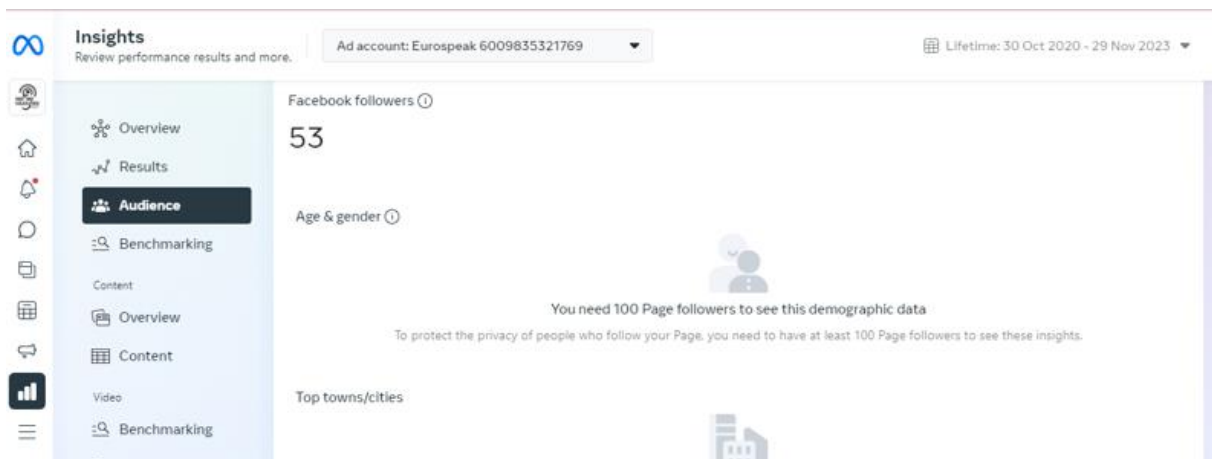 Insights
Review performance results and more.
Ad account: Eurospeak 6009835321769
Lifetime: 30 Oct 2020 - 29 Nov 2023
Overview
Results
Audience
Benchmarking
Content
Overview
Content
Video
Benchmarking
Facebook followers
53
Age & gender
You need 100 Page followers to see this demographic data
To protect the privacy of people who follow your Page, you need to have at least 100 Page followers to see these insights.
Top towns/cities